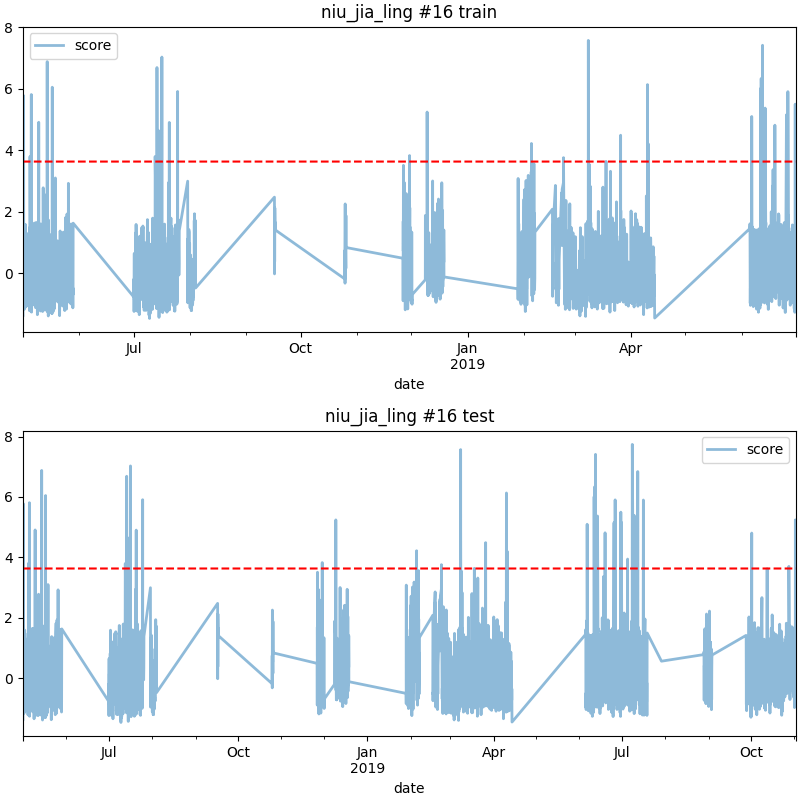 niu_jia_ling #16 train
8
score
6
4
2
0
Jul
Oct
Jan
2019
Apr
date
niu_jia_ling #16 test
8
score
6
4
2
0
Jul
Oct
Jan
2019
Apr
Jul
Oct
date